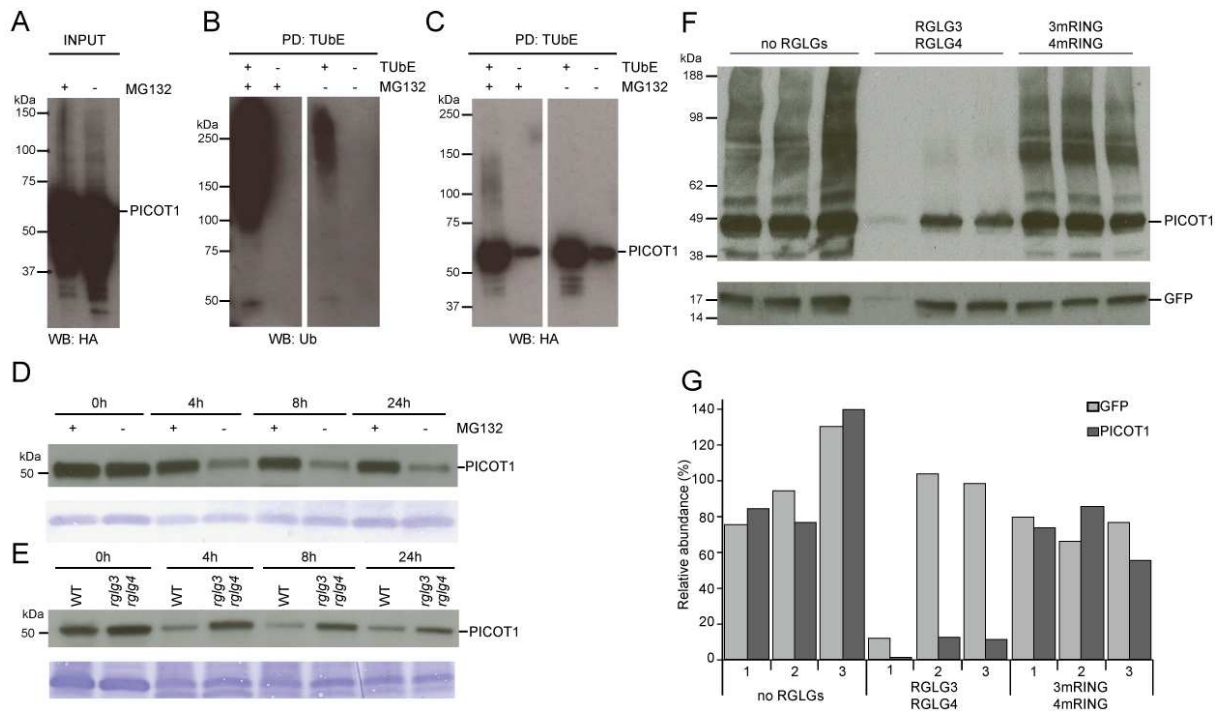 A
INPUT
+ - MG132
kDa
150
100
75
50
37
PICOT1
WB: HA
B
PD: TUbE
+ - + - TUbE
+ + - - MG132
kDa
250
150
100
75
50
WB: Ub
C
PD: TUbE
+ - + - TUbE
+ + - - MG132
kDa
250
150
100
75
50
37
PICOT1
WB: HA
D
0h 4h 8h 24h
+ - + - + - + - MG132
kDa
50
PICOT1
E
0h 4h 8h 24h
WT rglg3 rglg4 WT rglg3 rglg4 WT rglg3 rglg4 WT rglg3 rglg4
kDa
50
PICOT1
F
no RGLGs
RGLG3
RGLG4
3mRING
4mRING
kDa
188
98
62
49
38
PICOT1
17
14
GFP
G
Relative abundance (%)
140
120
100
80
60
40
20
0
GFP
PICOT1
1 2 3 1 2 3 1 2 3
no RGLGs
RGLG3
RGLG4
3mRING
4mRING